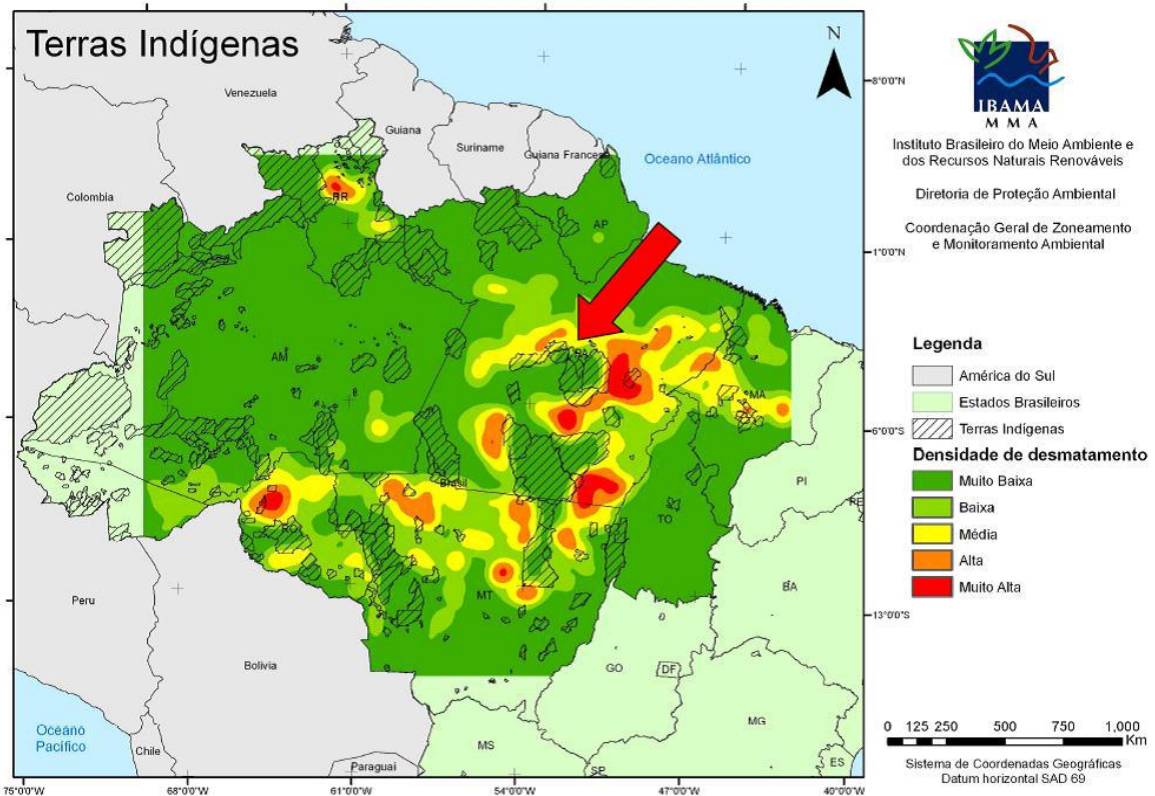 Terras Indígenas
N
Venezuela
Guiana
Suriname
Guiana Francesa
Oceano Atlântico
Colombia
RR
AP
AM
PA
MA
Brasil
PI
TO
RO
MT
BA
Peru
Bolivia
GO
DF
MG
Oceano
Pacífico
Chile
MS
Paraguai
SP
ES
8°0'0"N
1°0'0"N
6°0'0"S
13°0'0"S
75°0'0"W
68°0'0"W
61°0'0"W
54°0'0"W
47°0'0"W
40°0'0"W
IBAMA
M M A
Instituto Brasileiro do Meio Ambiente e
dos Recursos Naturais Renováveis
Diretoria de Proteção Ambiental
Coordenação Geral de Zoneamento
e Monitoramento Ambiental
Legenda
América do Sul
Estados Brasileiros
Terras Indígenas
Densidade de desmatamento
Muito Baixa
Baixa
Média
Alta
Muito Alta
0 125 250 500 750 1,000
Km
Sistema de Coordenadas Geográficas
Datum horizontal SAD 69